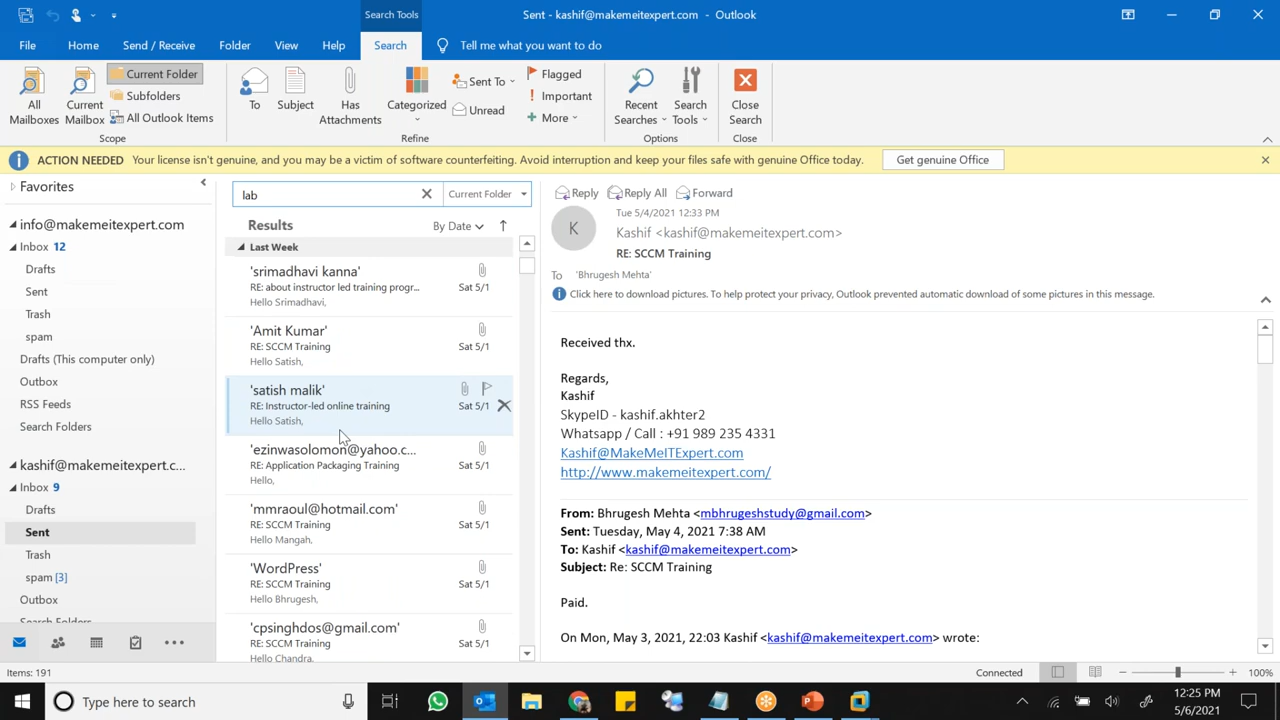 Search Tools
Sent - kashif@makemeitexpert.com - Outlook
File Home Send / Receive Folder View Help Search Tell me what you want to do
All Mailboxes
Current Mailbox
Current Folder
Subfolders
All Outlook Items
Scope
To
Subject
Has Attachments
Categorized
Sent To
Unread
Flagged
Important
More
Refine
Recent Searches
Search Tools
Options
Close Search
Close
ACTION NEEDED Your license isn't genuine, and you may be a victim of software counterfeiting. Avoid interruption and keep your files safe with genuine Office today. Get genuine Office
Favorites
info@makemeitexpert.com
Inbox 12
Drafts
Sent
Trash
spam
Drafts (This computer only)
Outbox
RSS Feeds
Search Folders
kashif@makemeitexpert.c...
Inbox 9
Drafts
Sent
Trash
spam [3]
Outbox
Search Folders
lab
Current Folder
Results By Date
Last Week
'srimadhavi kanna'
RE: about instructor led training progr... Sat 5/1
Hello Srimadhavi,
'Amit Kumar'
RE: SCCM Training Sat 5/1
Hello Satish,
'satish malik'
RE: Instructor-led online training Sat 5/1
Hello Satish,
'ezinwasolomon@yahoo.c...
RE: Application Packaging Training Sat 5/1
Hello,
'mmraoul@hotmail.com'
RE: SCCM Training Sat 5/1
Hello Mangah,
'WordPress'
RE: SCCM Training Sat 5/1
Hello Bhrugesh,
'cpsinghdos@gmail.com'
RE: SCCM Training Sat 5/1
Hello Chandra,
Reply Reply All Forward
Tue 5/4/2021 12:33 PM
K
Kashif <kashif@makemeitexpert.com>
RE: SCCM Training
To 'Bhrugesh Mehta'
Click here to download pictures. To help protect your privacy, Outlook prevented automatic download of some pictures in this message.
Received thx.
Regards,
Kashif
SkypeID - kashif.akhter2
Whatsapp / Call : +91 989 235 4331
Kashif@MakeMeITExpert.com
http://www.makemeitexpert.com/
From: Bhrugesh Mehta <mbhrugeshstudy@gmail.com>
Sent: Tuesday, May 4, 2021 7:38 AM
To: Kashif <kashif@makemeitexpert.com>
Subject: Re: SCCM Training
Paid.
On Mon, May 3, 2021, 22:03 Kashif <kashif@makemeitexpert.com> wrote:
Items: 191
Connected
100%
Type here to search
12:25 PM
5/6/2021